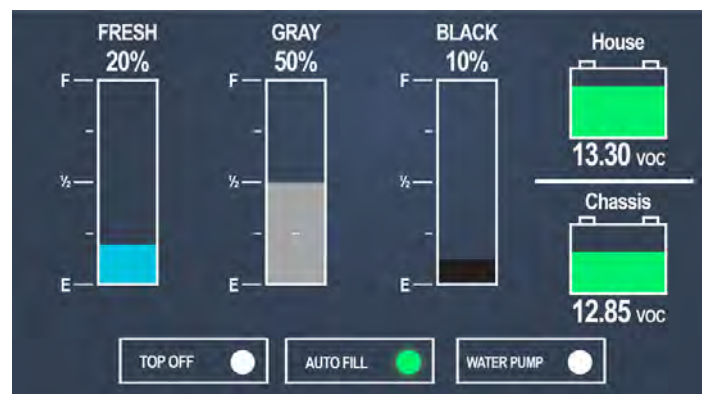 FRESH
20%
F
½
E
GRAY
50%
F
½
E
BLACK
10%
F
½
E
House
13.30 VOC
Chassis
12.85 VOC
TOP OFF
AUTO FILL
WATER PUMP